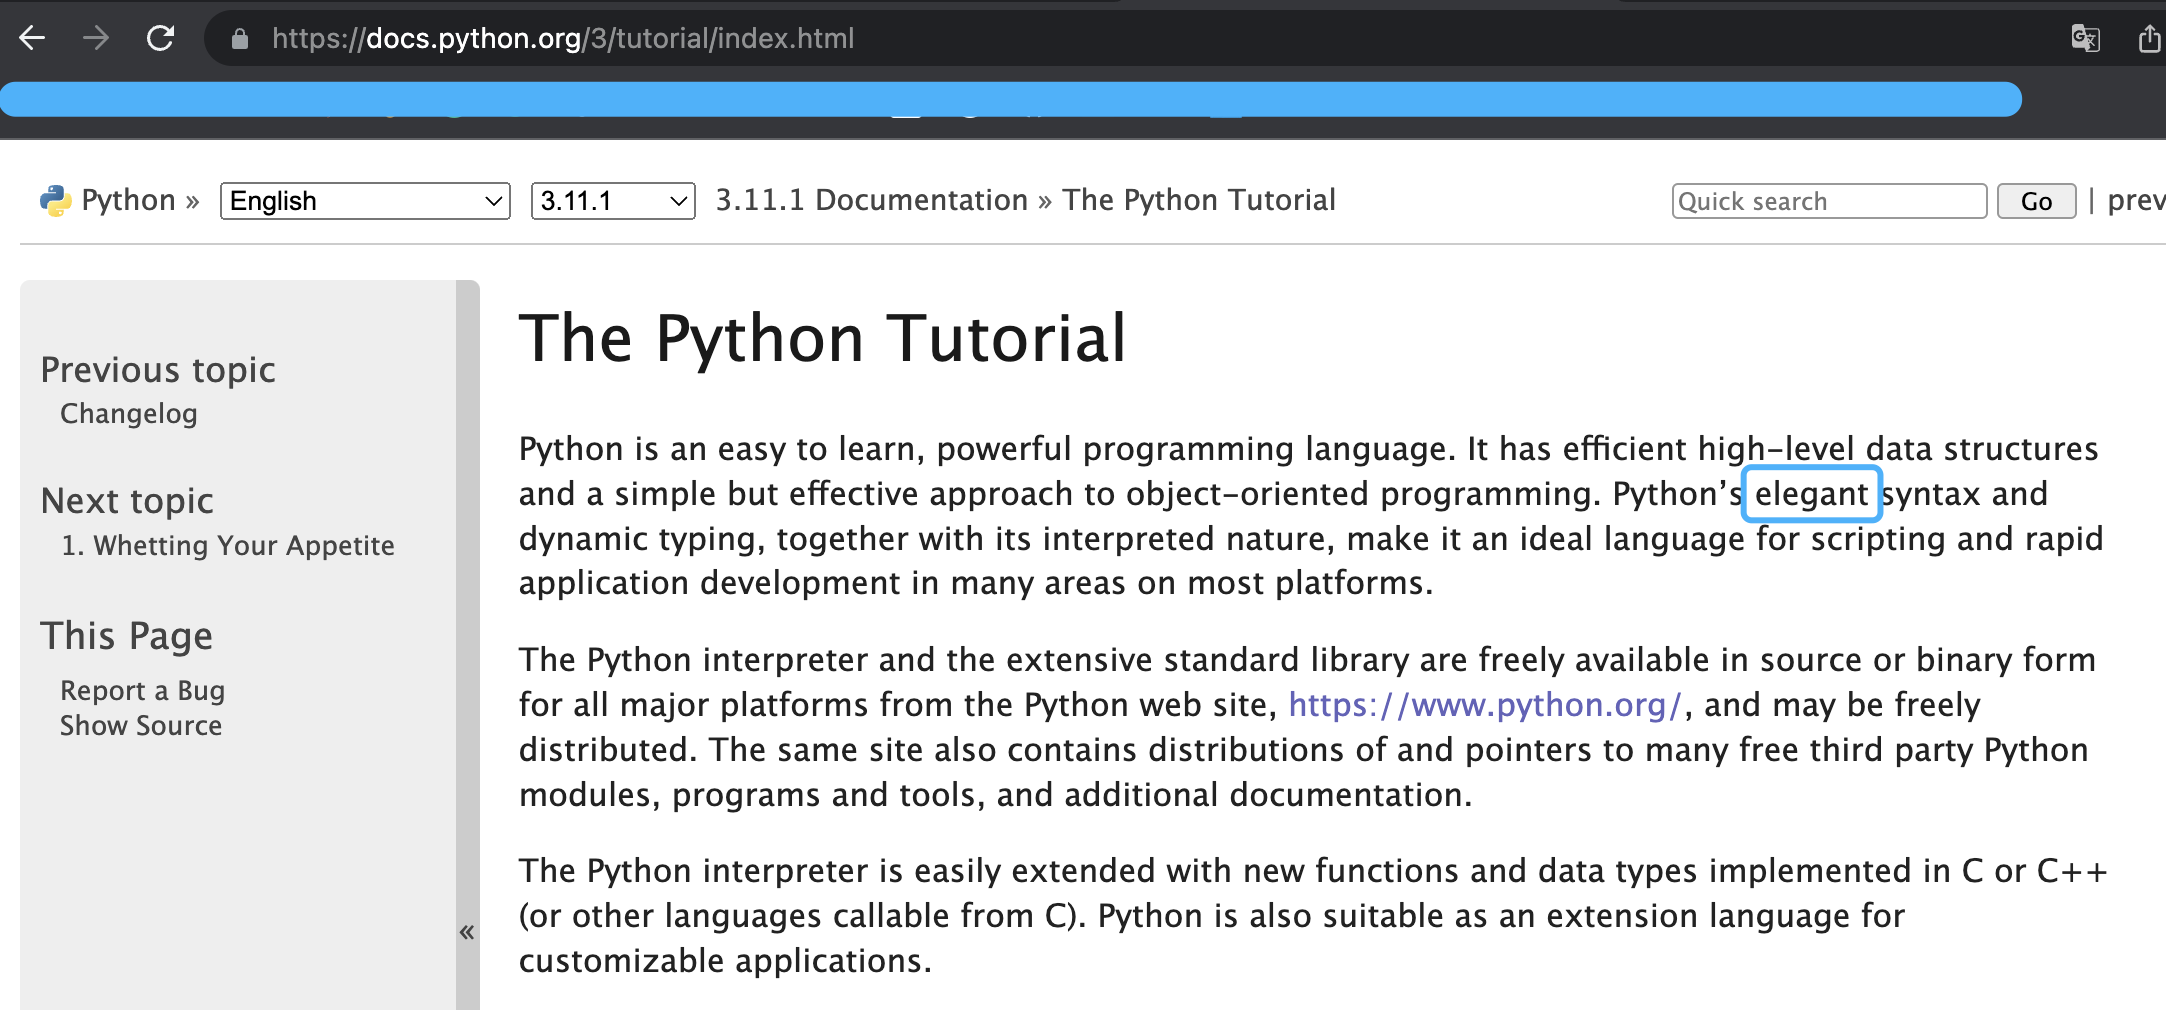 https://docs.python.org/3/tutorial/index.html
Python » English 3.11.1 3.11.1 Documentation » The Python Tutorial Quick search Go | prev
Previous topic
Changelog
Next topic
1. Whetting Your Appetite
This Page
Report a Bug
Show Source
«
The Python Tutorial
Python is an easy to learn, powerful programming language. It has efficient high-level data structures
and a simple but effective approach to object-oriented programming. Python’s elegant syntax and
dynamic typing, together with its interpreted nature, make it an ideal language for scripting and rapid
application development in many areas on most platforms.
The Python interpreter and the extensive standard library are freely available in source or binary form
for all major platforms from the Python web site, https://www.python.org/, and may be freely
distributed. The same site also contains distributions of and pointers to many free third party Python
modules, programs and tools, and additional documentation.
The Python interpreter is easily extended with new functions and data types implemented in C or C++
(or other languages callable from C). Python is also suitable as an extension language for
customizable applications.